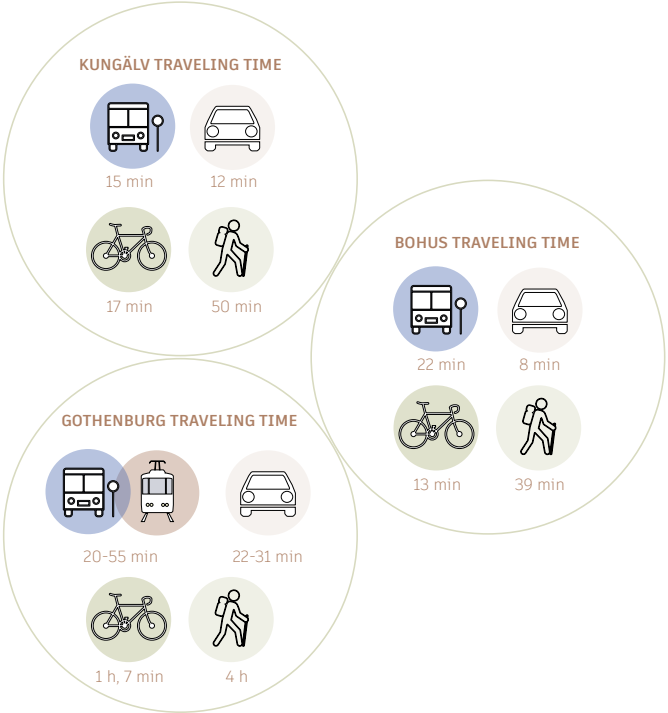 KUNGÄLV TRAVELING TIME
15 min
12 min
17 min
50 min
BOHUS TRAVELING TIME
22 min
8 min
13 min
39 min
GOTHENBURG TRAVELING TIME
20-55 min
22-31 min
1 h, 7 min
4 h